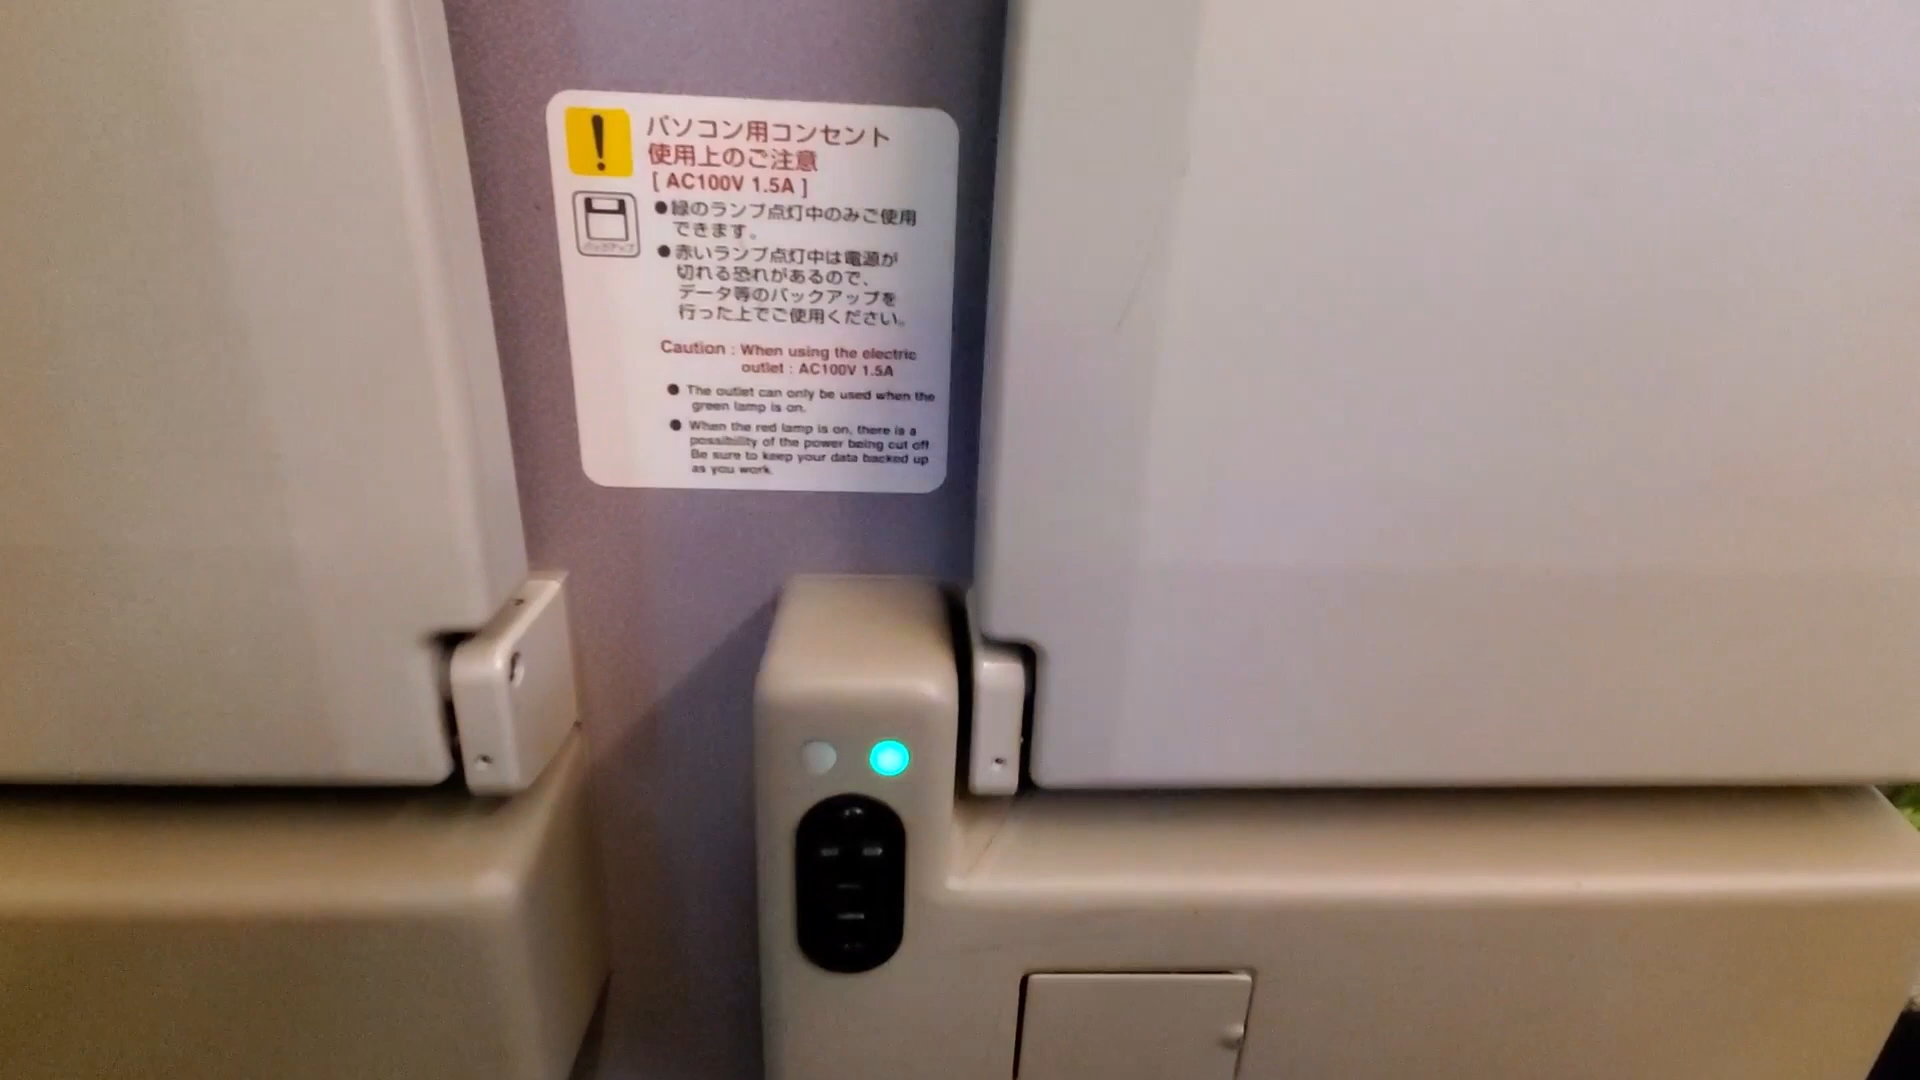 パソコン用コンセント
使用上のご注意
[ AC100V 1.5A ]
●緑のランプ点灯中のみご使用
できます。
●赤いランプ点灯中は電源が
切れる恐れがあるので、
データ等のバックアップを
行った上でご使用ください。
バックアップ
Caution : When using the electric
outlet : AC100V 1.5A
● The outlet can only be used when the
green lamp is on.
● When the red lamp is on, there is a
possibility of the power being cut off.
Be sure to keep your data backed up
as you work.